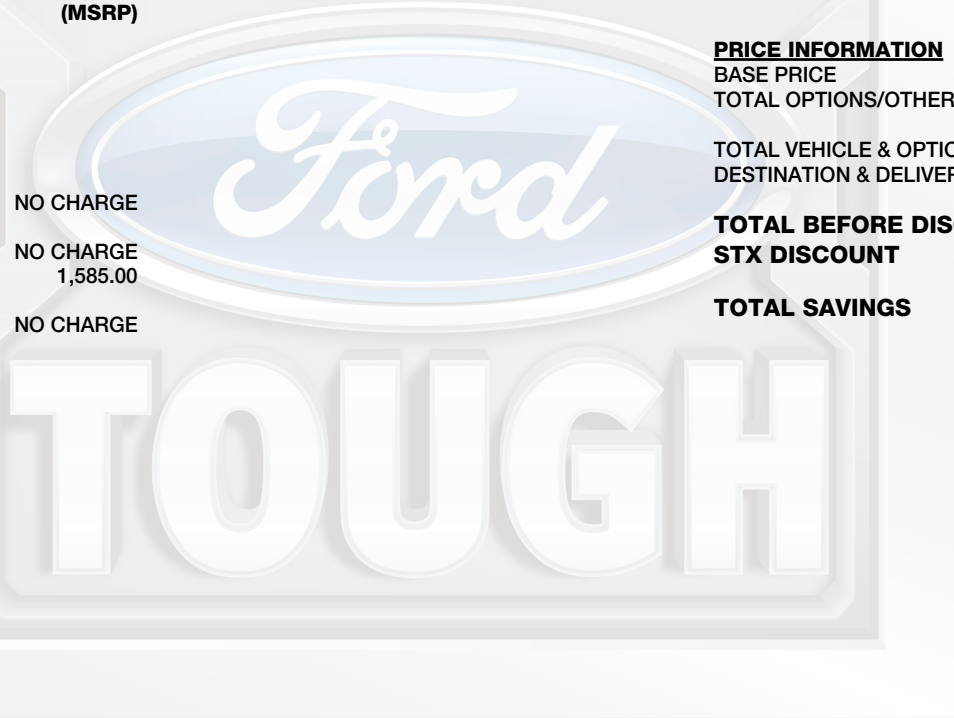 (MSRP)
NO CHARGE
NO CHARGE
1,585.00
NO CHARGE
PRICE INFORMATION
BASE PRICE
TOTAL OPTIONS/OTHER
TOTAL VEHICLE & OPTIO
DESTINATION & DELIVER
TOTAL BEFORE DISC
STX DISCOUNT
TOTAL SAVINGS
Ford
TOUGH